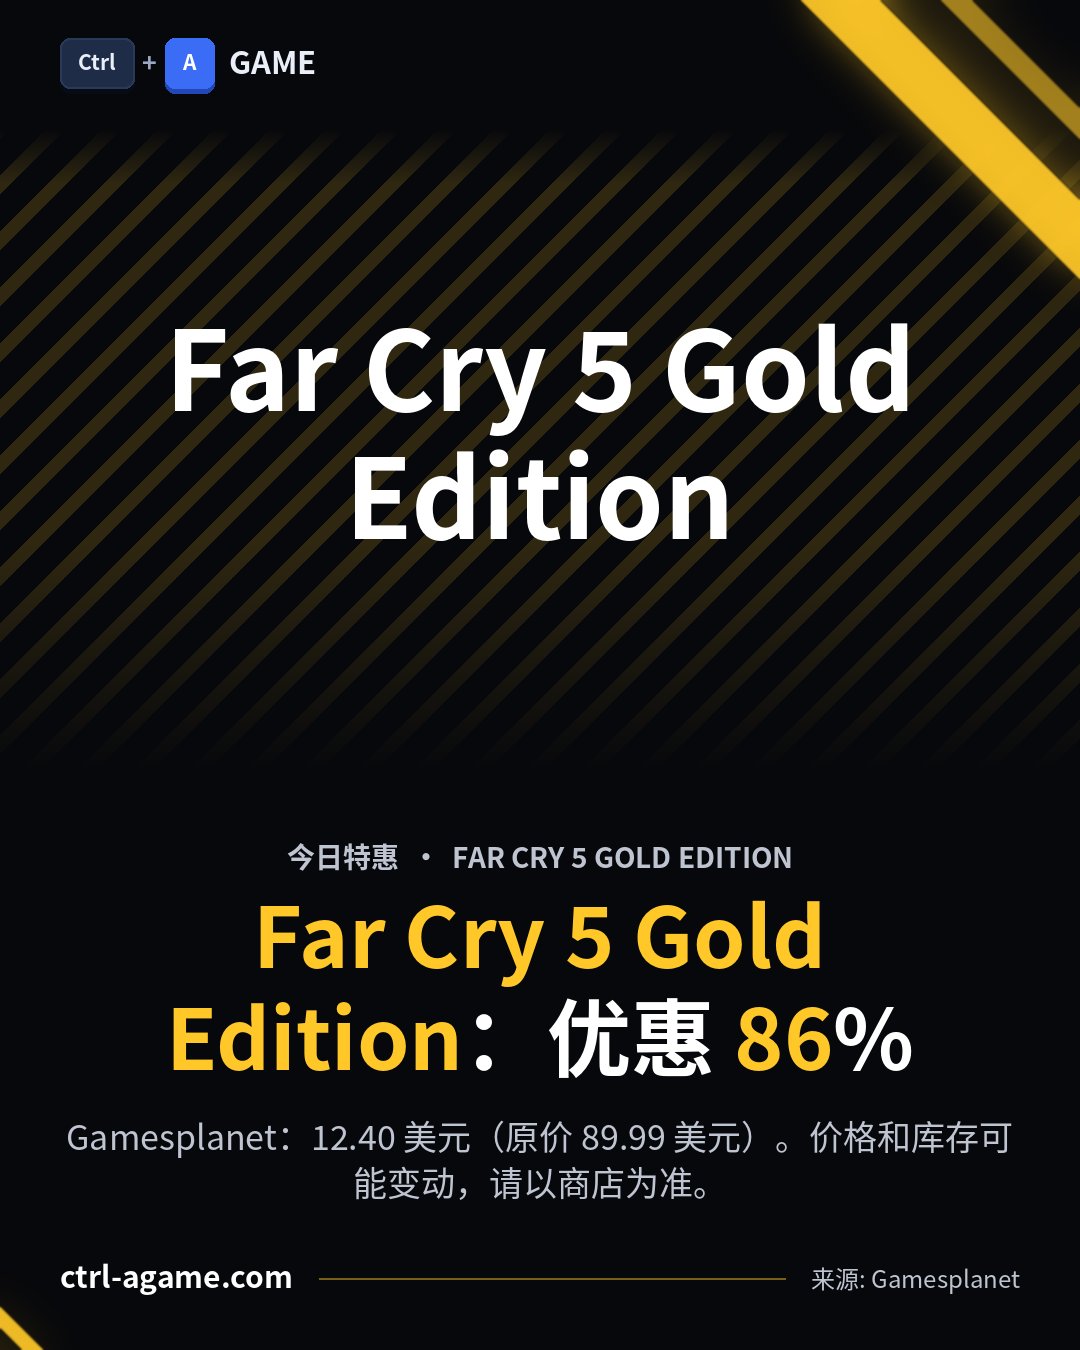 Ctrl + A GAME
Far Cry 5 Gold
Edition
今日特惠 · FAR CRY 5 GOLD EDITION
Far Cry 5 Gold
Edition：优惠 86%
Gamesplanet：12.40 美元（原价 89.99 美元）。价格和库存可
能变动，请以商店为准。
ctrl-agame.com
来源: Gamesplanet